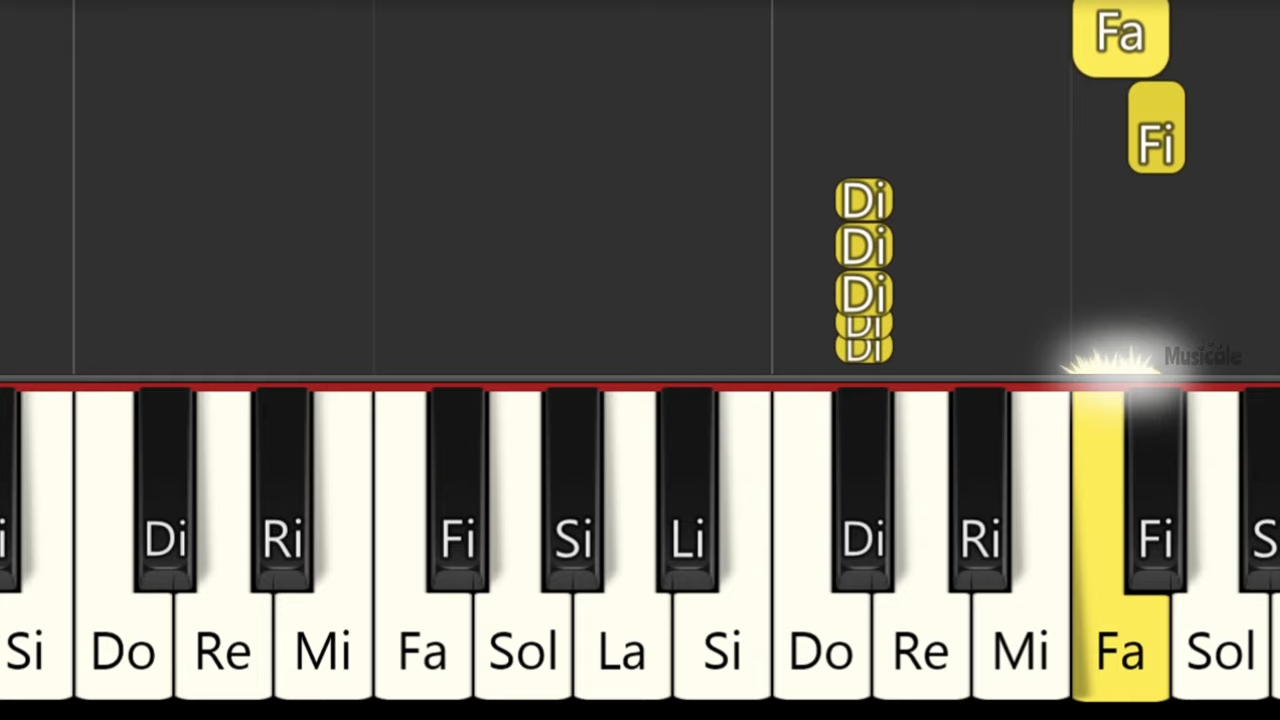 Fa
Fi
Di
Di
Di
Di
Di
Musicale
Di Ri Fi Si Li Di Ri Fi
Si Do Re Mi Fa Sol La Si Do Re Mi Fa Sol